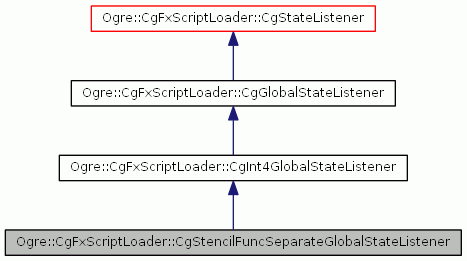 Ogre::CgFxScriptLoader::CgStateListener
Ogre::CgFxScriptLoader::CgGlobalStateListener
Ogre::CgFxScriptLoader::CgInt4GlobalStateListener
Ogre::CgFxScriptLoader::CgStencilFuncSeparateGlobalStateListener